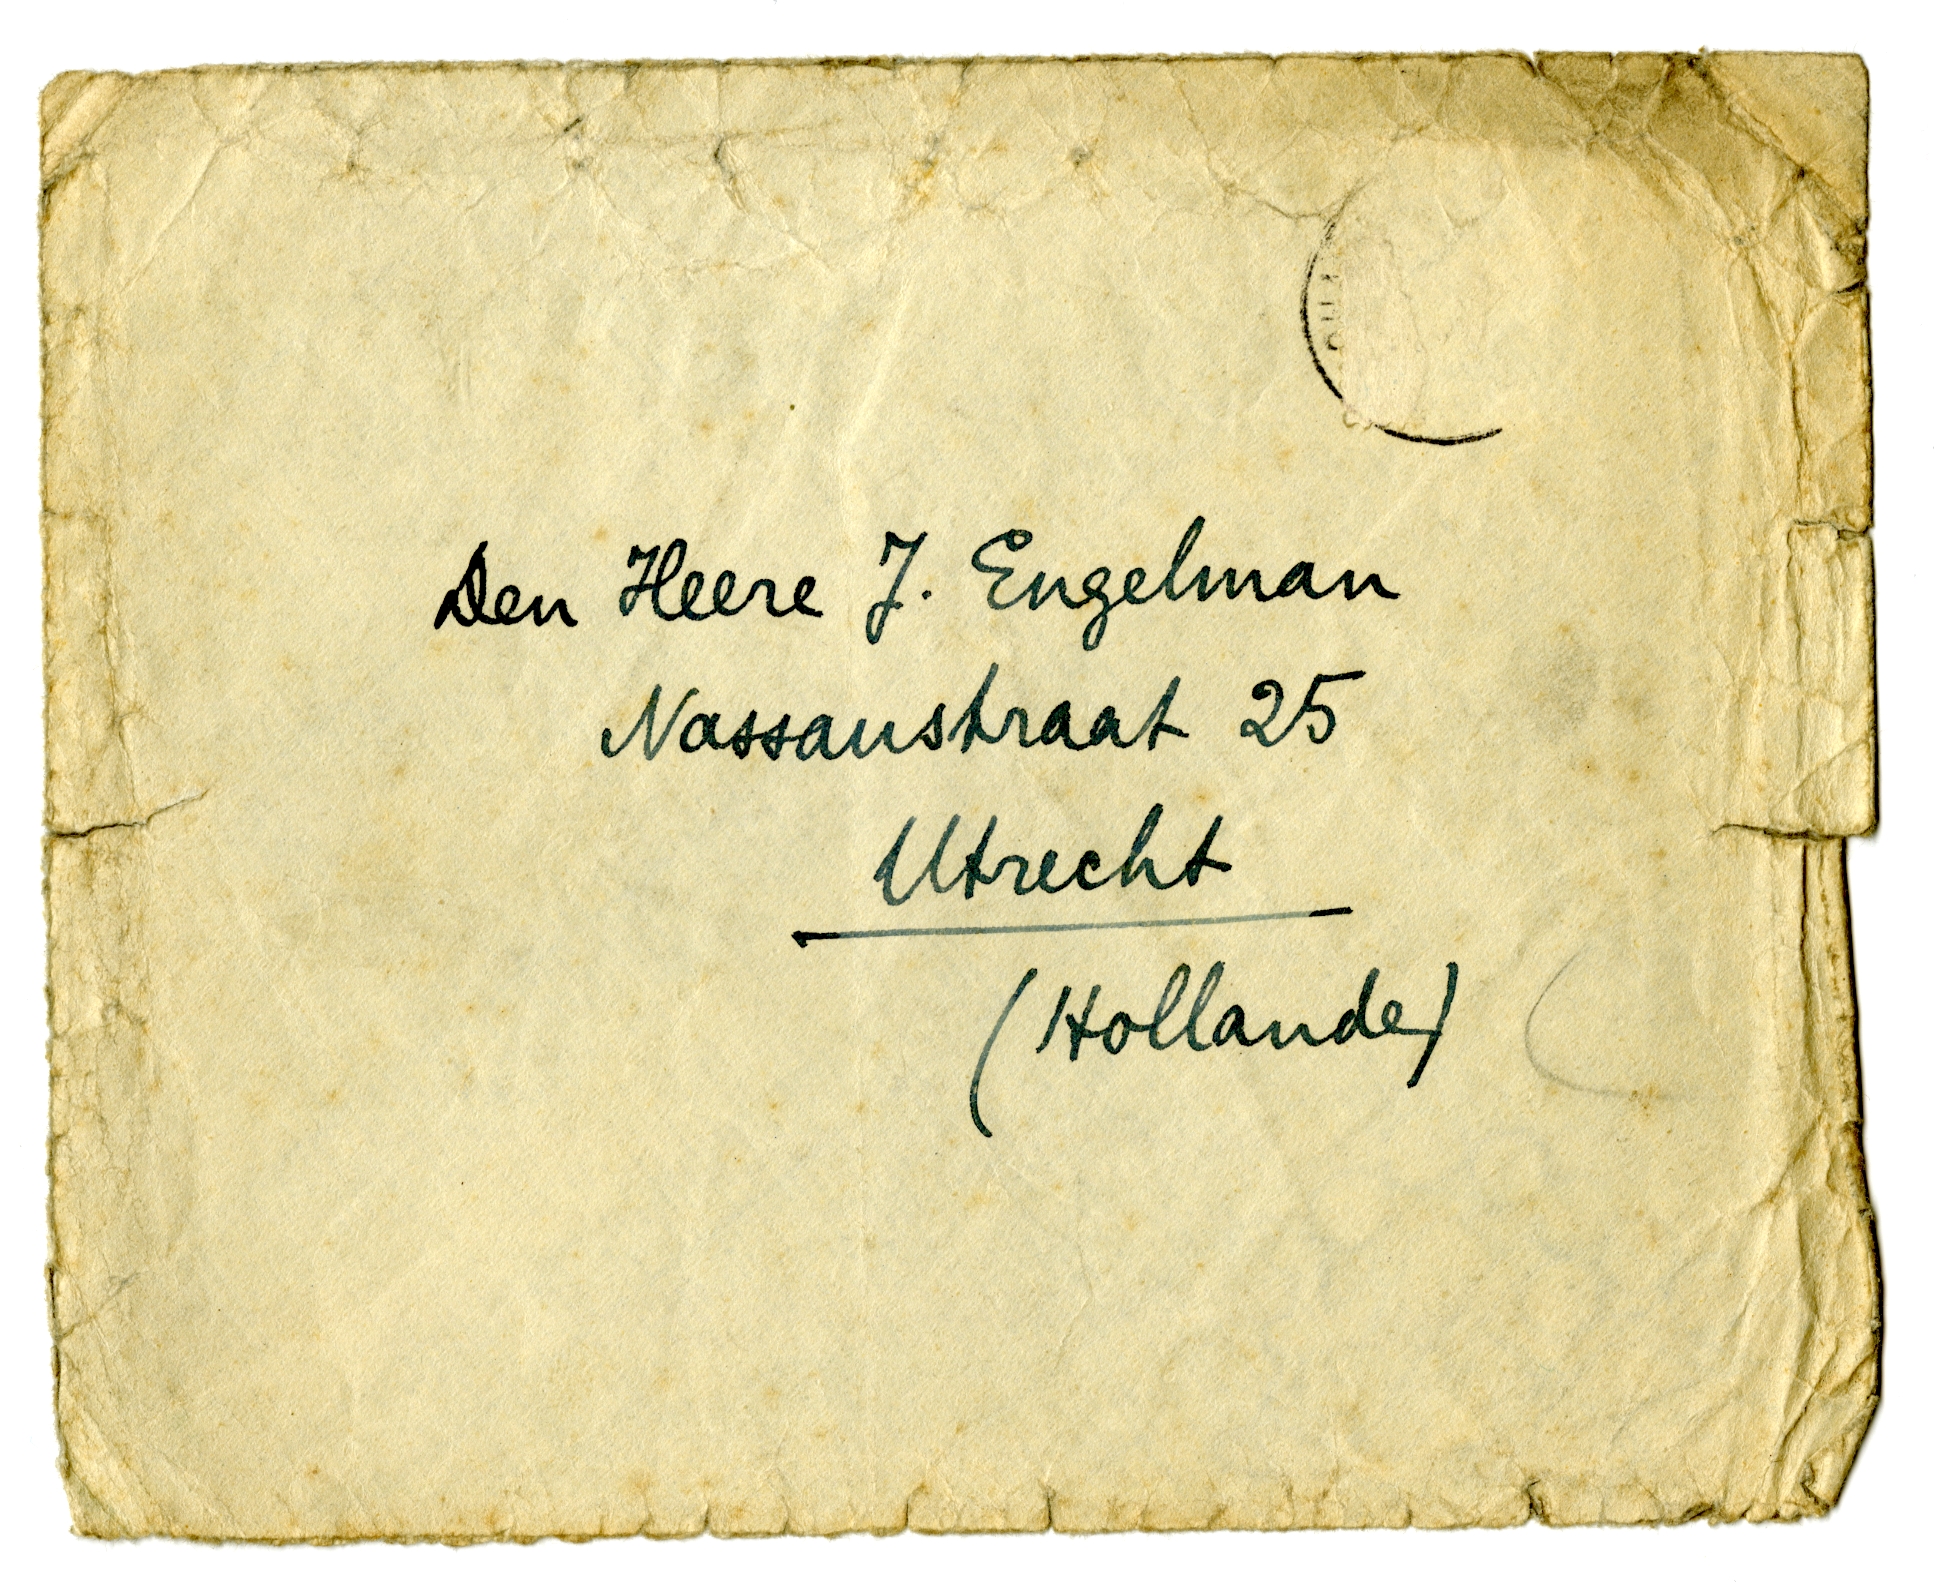 Den Heere J. Engelman
Nassaustraat 25
Utrecht
(Hollande)